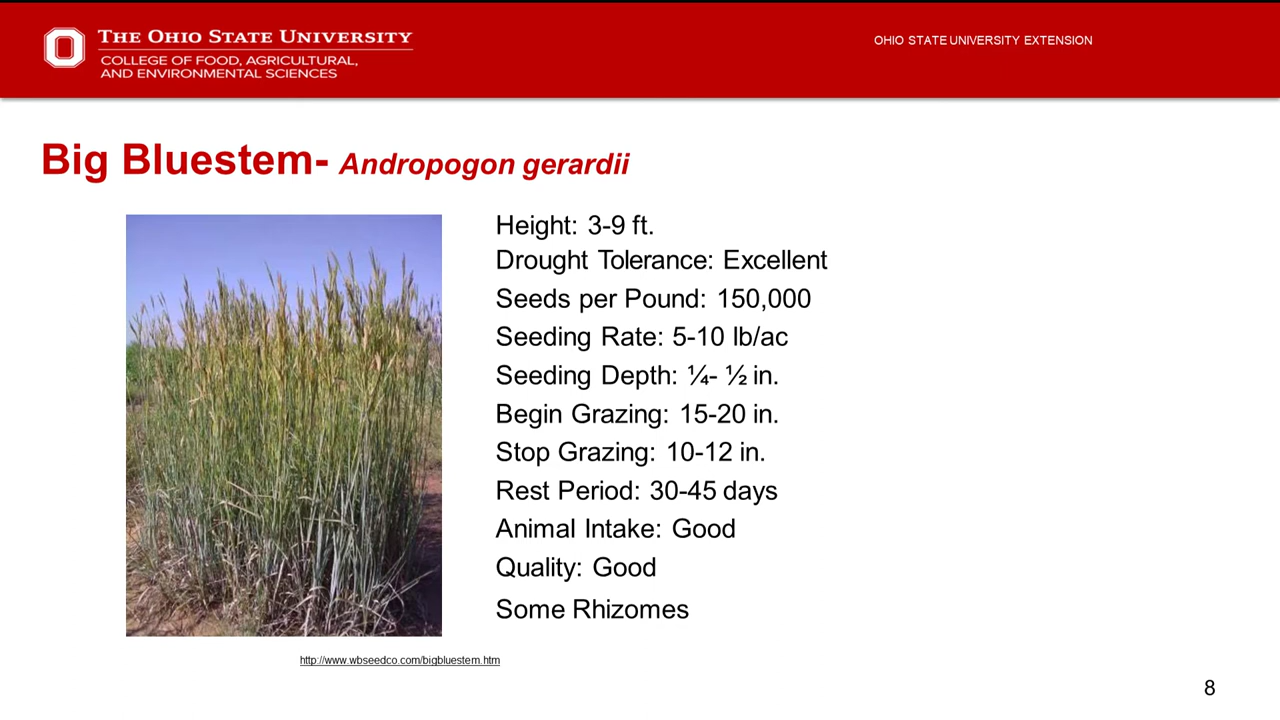 THE OHIO STATE UNIVERSITY
COLLEGE OF FOOD, AGRICULTURAL,
AND ENVIRONMENTAL SCIENCES
OHIO STATE UNIVERSITY EXTENSION
Big Bluestem- Andropogon gerardii
Height: 3-9 ft.
Drought Tolerance: Excellent
Seeds per Pound: 150,000
Seeding Rate: 5-10 lb/ac
Seeding Depth: ¼- ½ in.
Begin Grazing: 15-20 in.
Stop Grazing: 10-12 in.
Rest Period: 30-45 days
Animal Intake: Good
Quality: Good
Some Rhizomes
http://www.wbseedco.com/bigbluestem.htm
8